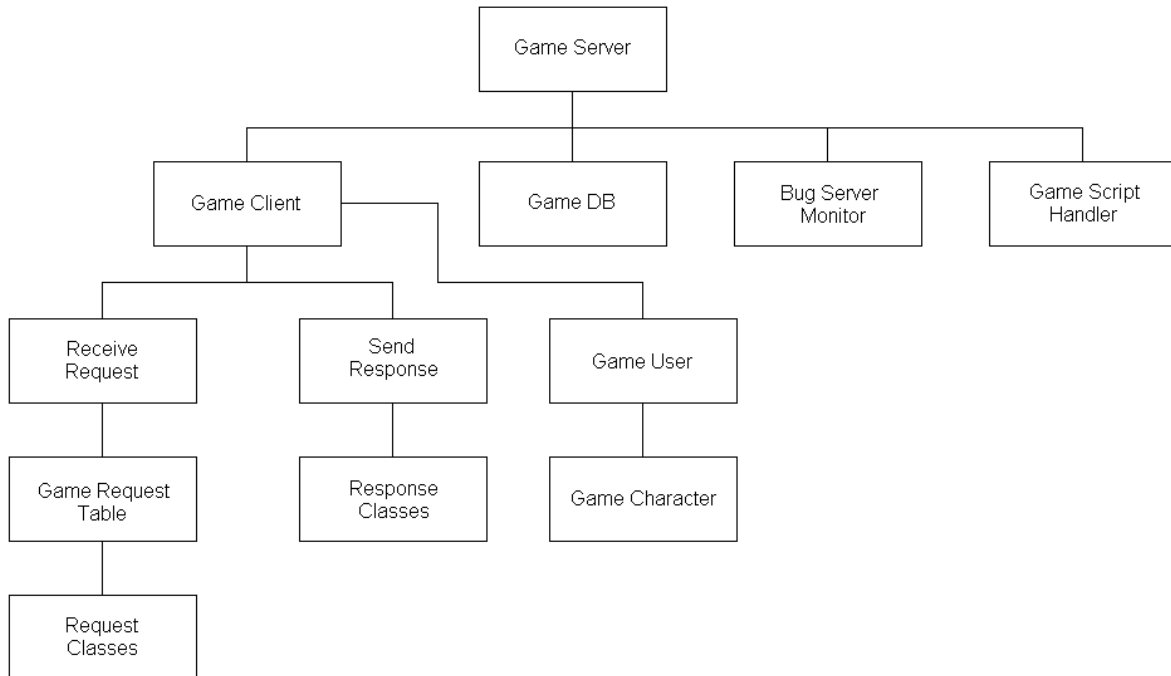 Game Server
Game Client
Game DB
Bug Server
Monitor
Game Script
Handler
Receive
Request
Send
Response
Game User
Game Request
Table
Response
Classes
Game Character
Request
Classes